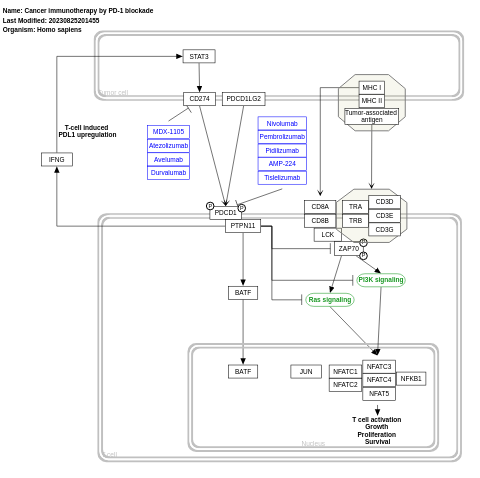 Name: Cancer immunotherapy by PD-1 blockade
Last Modified: 20230825201455
Organism: Homo sapiens
STAT3
Tumor cell
CD274
PDCD1LG2
MHC I
MHC II
Tumor-associated
antigen
T-cell induced
PDL1 upregulation
MDX-1105
Atezolizumab
Avelumab
Durvalumab
Nivolumab
Pembrolizumab
Pidilizumab
AMP-224
Tislelizumab
IFNG
P
P
PDCD1
PTPN11
CD8A
CD8B
LCK
TRA
TRB
CD3D
CD3E
CD3G
ZAP70
P
P
PI3K signaling
Ras signaling
BATF
BATF
JUN
NFATC1
NFATC2
NFATC3
NFATC4
NFAT5
NFKB1
T cell activation
Growth
Proliferation
Survival
Nucleus